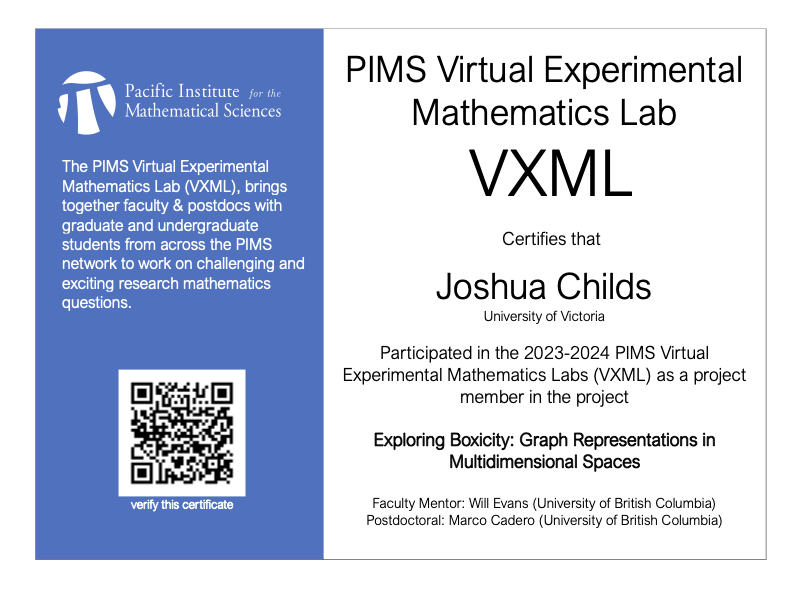 Pacific Institute for the
Mathematical Sciences
The PIMS Virtual Experimental
Mathematics Lab (VXML), brings
together faculty & postdocs with
graduate and undergraduate
students from across the PIMS
network to work on challenging and
exciting research mathematics
questions.
verify this certificate
PIMS Virtual Experimental
Mathematics Lab
VXML
Certifies that
Joshua Childs
University of Victoria
Participated in the 2023-2024 PIMS Virtual
Experimental Mathematics Labs (VXML) as a project
member in the project
Exploring Boxicity: Graph Representations in
Multidimensional Spaces
Faculty Mentor: Will Evans (University of British Columbia)
Postdoctoral: Marco Cadero (University of British Columbia)